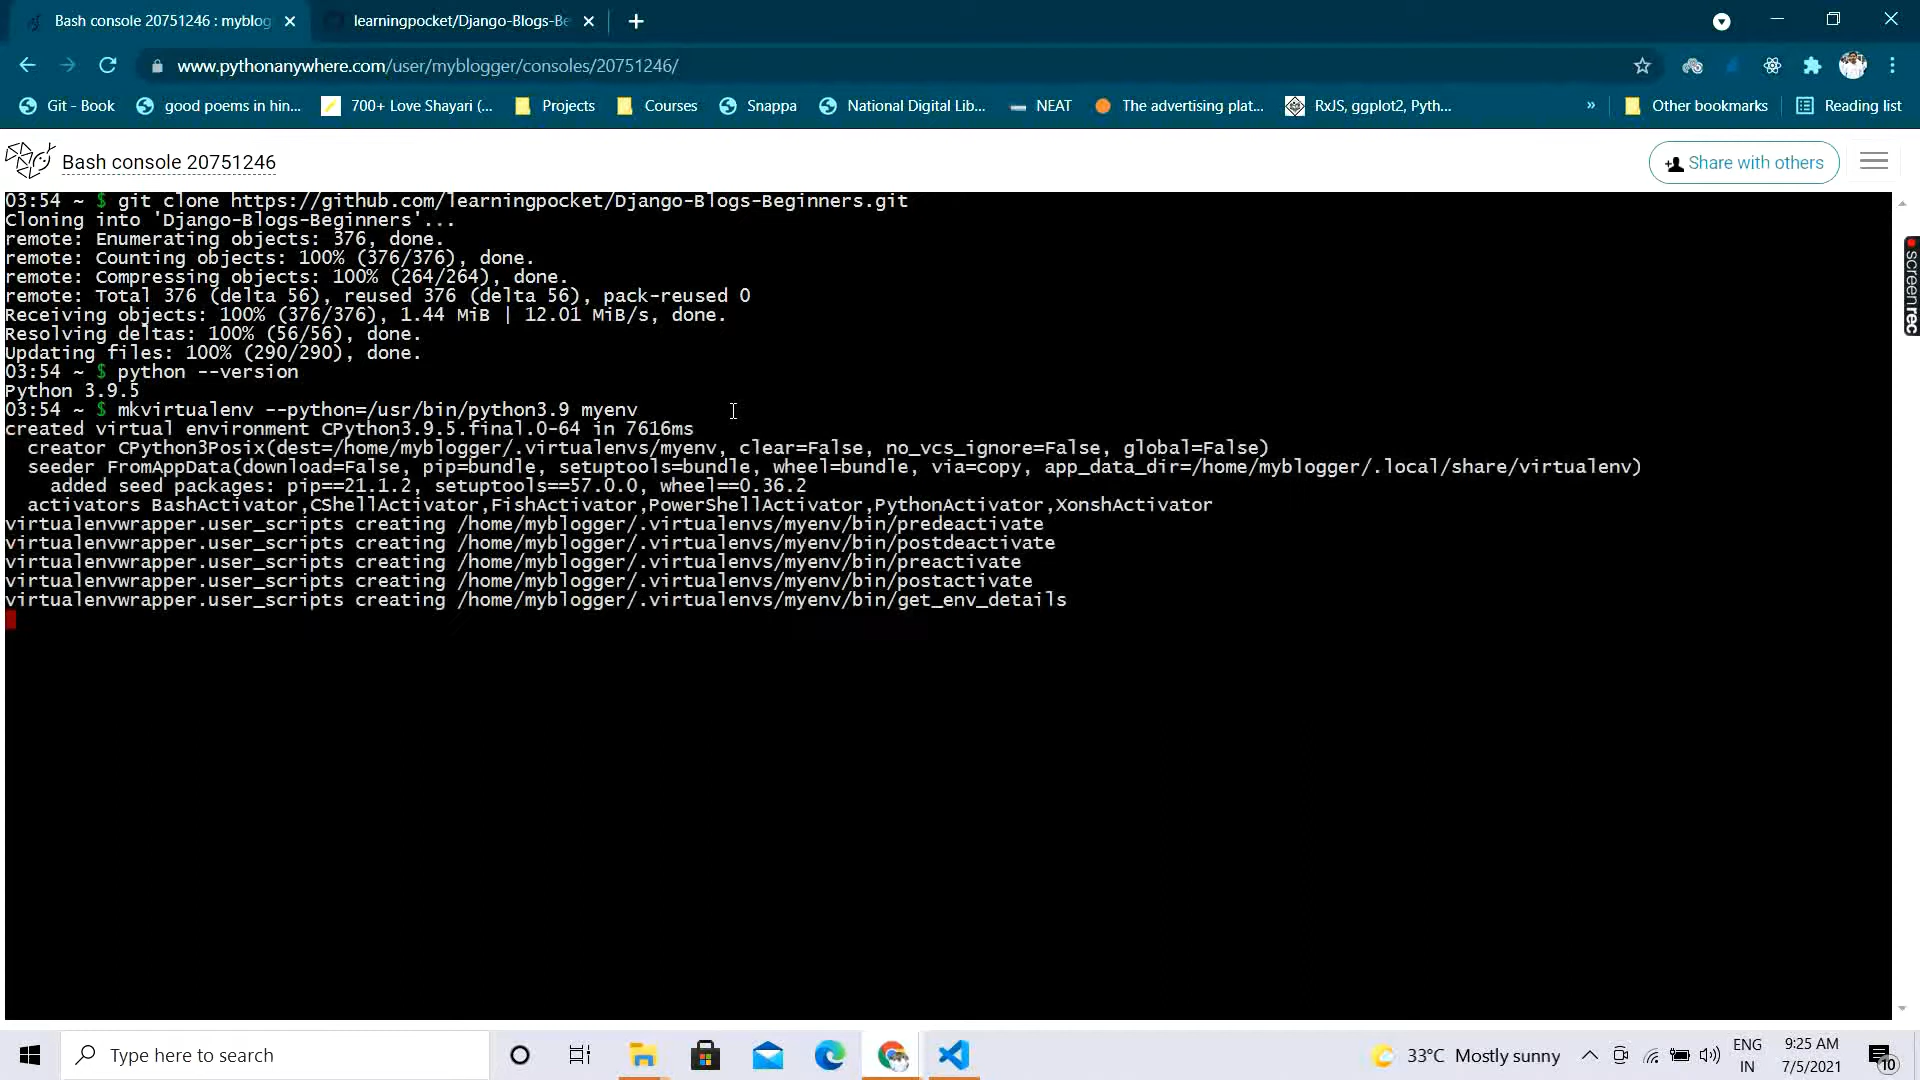 Bash console 20751246 : myblog
learningpocket/Django-Blogs-Be
www.pythonanywhere.com/user/myblogger/consoles/20751246/
Git - Book good poems in hin... 700+ Love Shayari (... Projects Courses Snappa National Digital Lib... NEAT The advertising plat... RxJS, ggplot2, Pyth... » Other bookmarks Reading list
Bash console 20751246 Share with others
03:54 ~ $ git clone https://github.com/learningpocket/Django-Blogs-Beginners.git
Cloning into 'Django-Blogs-Beginners'...
remote: Enumerating objects: 376, done.
remote: Counting objects: 100% (376/376), done.
remote: Compressing objects: 100% (264/264), done.
remote: Total 376 (delta 56), reused 376 (delta 56), pack-reused 0
Receiving objects: 100% (376/376), 1.44 MiB | 12.01 MiB/s, done.
Resolving deltas: 100% (56/56), done.
Updating files: 100% (290/290), done.
03:54 ~ $ python --version
Python 3.9.5
03:54 ~ $ mkvirtualenv --python=/usr/bin/python3.9 myenv
created virtual environment CPython3.9.5.final.0-64 in 7616ms
  creator CPython3Posix(dest=/home/myblogger/.virtualenvs/myenv, clear=False, no_vcs_ignore=False, global=False)
  seeder FromAppData(download=False, pip=bundle, setuptools=bundle, wheel=bundle, via=copy, app_data_dir=/home/myblogger/.local/share/virtualenv)
    added seed packages: pip==21.1.2, setuptools==57.0.0, wheel==0.36.2
  activators BashActivator,CShellActivator,FishActivator,PowerShellActivator,PythonActivator,XonshActivator
virtualenvwrapper.user_scripts creating /home/myblogger/.virtualenvs/myenv/bin/predeactivate
virtualenvwrapper.user_scripts creating /home/myblogger/.virtualenvs/myenv/bin/postdeactivate
virtualenvwrapper.user_scripts creating /home/myblogger/.virtualenvs/myenv/bin/preactivate
virtualenvwrapper.user_scripts creating /home/myblogger/.virtualenvs/myenv/bin/postactivate
virtualenvwrapper.user_scripts creating /home/myblogger/.virtualenvs/myenv/bin/get_env_details
screenrec
Type here to search
33°C Mostly sunny
ENG
IN
9:25 AM
7/5/2021
10